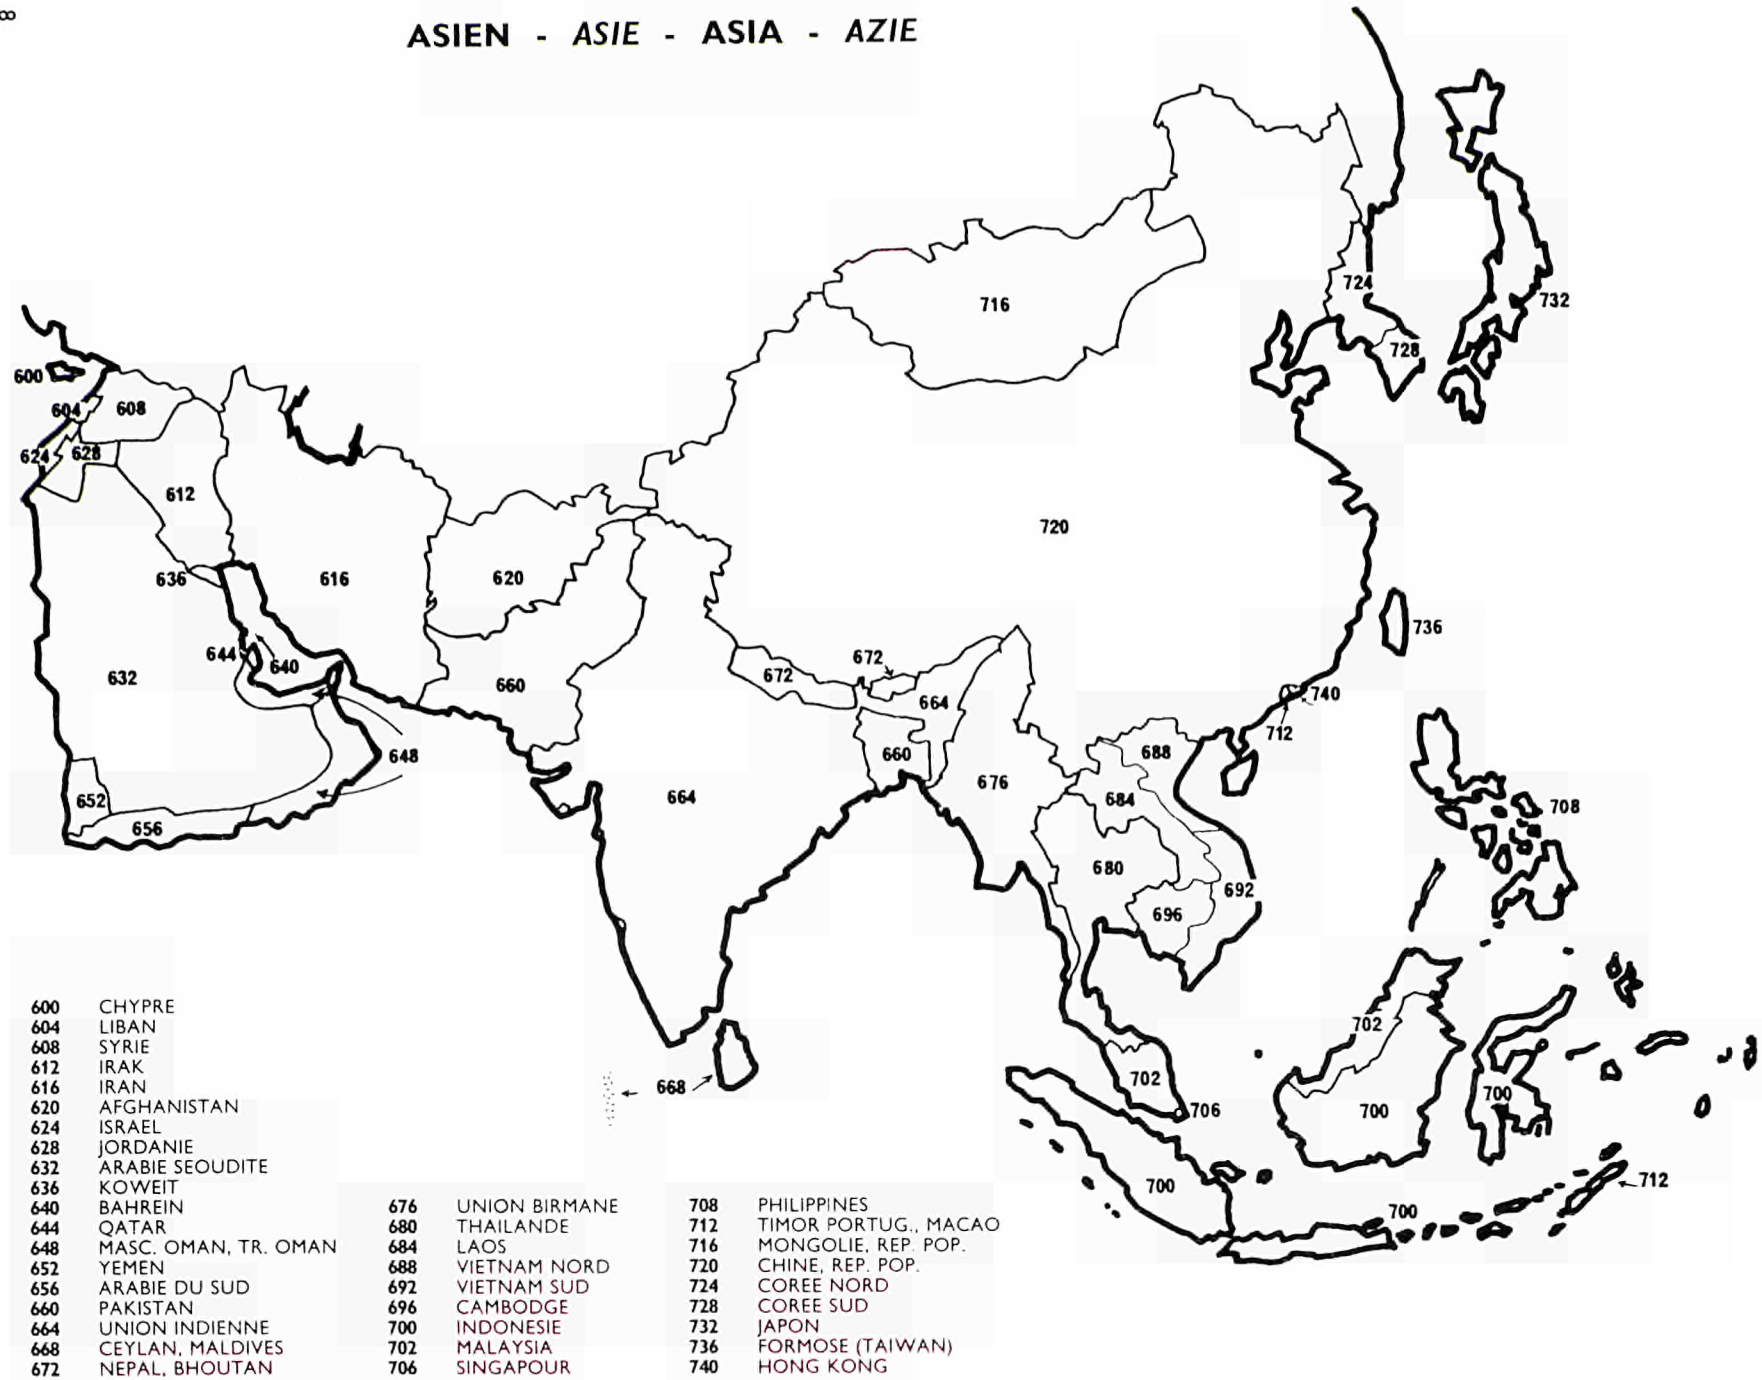 8
ASIEN - ASIE - ASIA - AZIE
716
724
732
728
600
604
608
624
628
612
720
636
616
620
736
644
640
632
672
672
660
664
740
712
648
660
688
676
664
684
652
708
656
680
692
696
702
668
702
706
700
700
700
712
700
600 CHYPRE
604 LIBAN
608 SYRIE
612 IRAK
616 IRAN
620 AFGHANISTAN
624 ISRAEL
628 JORDANIE
632 ARABIE SEOUDITE
636 KOWEIT
640 BAHREIN
644 QATAR
648 MASC. OMAN, TR. OMAN
652 YEMEN
656 ARABIE DU SUD
660 PAKISTAN
664 UNION INDIENNE
668 CEYLAN, MALDIVES
672 NEPAL, BHOUTAN
676 UNION BIRMANE
680 THAILANDE
684 LAOS
688 VIETNAM NORD
692 VIETNAM SUD
696 CAMBODGE
700 INDONESIE
702 MALAYSIA
706 SINGAPOUR
708 PHILIPPINES
712 TIMOR PORTUG., MACAO
716 MONGOLIE, REP. POP.
720 CHINE, REP. POP.
724 COREE NORD
728 COREE SUD
732 JAPON
736 FORMOSE (TAIWAN)
740 HONG KONG